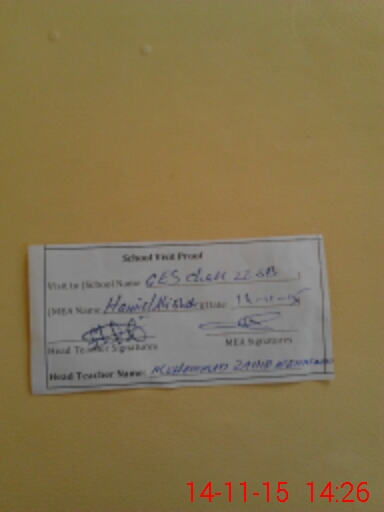 School Visit Proof
Visit to (School Name GES Chak 22 SB )
(MEA Name Hamid )(Date 14-11-15
Head Teacher Signatures MEA Signatures
Head Teacher Name: MUHAMMAD
14-11-15 14:26